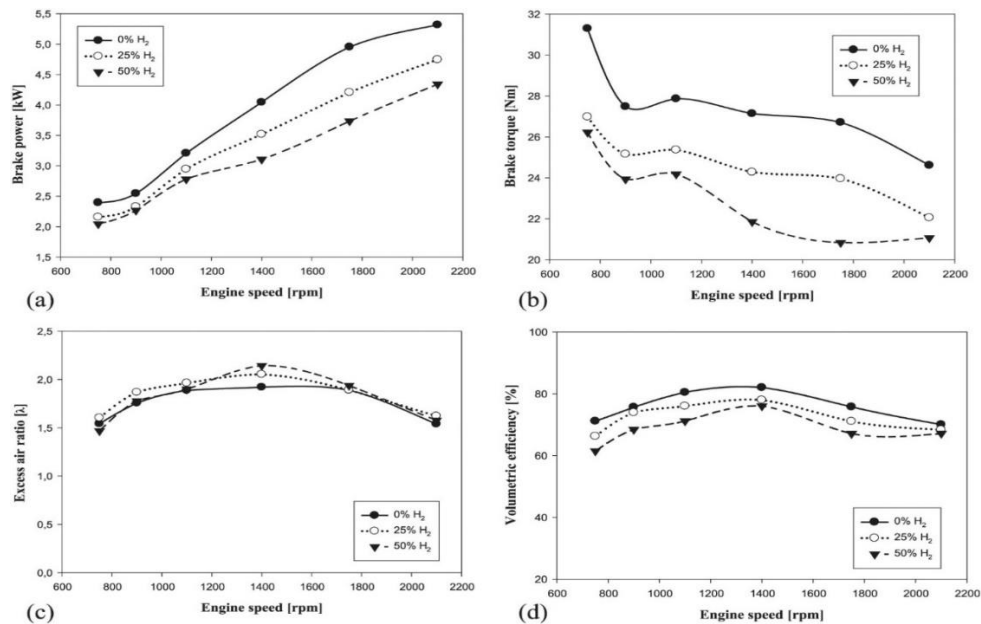 5,5
5,0
4,5
4,0
3,5
3,0
2,5
2,0
1,5
Brake power [kW]
0% H₂
25% H₂
50% H₂
600 800 1000 1200 1400 1600 1800 2000 2200
Engine speed [rpm]
(a)
32
30
28
26
24
22
20
Brake torque [Nm]
0% H₂
25% H₂
50% H₂
600 800 1000 1200 1400 1600 1800 2000 2200
Engine speed [rpm]
(b)
2,5
2,0
1,5
1,0
0,5
0,0
Excess air ratio [λ]
0% H₂
25% H₂
50% H₂
600 800 1000 1200 1400 1600 1800 2000 2200
Engine speed [rpm]
(c)
100
80
60
40
20
Volumetric efficiency [%]
0% H₂
25% H₂
50% H₂
600 800 1000 1200 1400 1600 1800 2000 2200
Engine speed [rpm]
(d)